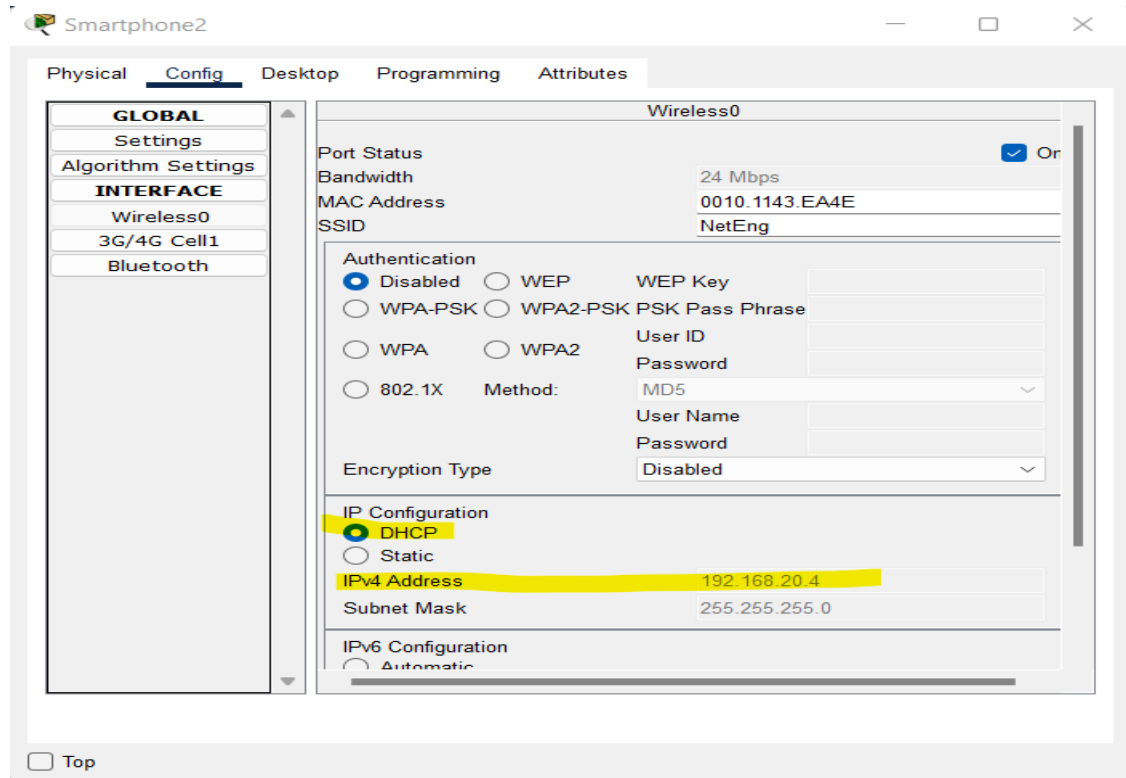 Smartphone2
Physical Config Desktop Programming Attributes
GLOBAL
Settings
Algorithm Settings
INTERFACE
Wireless0
3G/4G Cell1
Bluetooth
Wireless0
Port Status On
Bandwidth 24 Mbps
MAC Address 0010.1143.EA4E
SSID NetEng
Authentication
Disabled WEP WEP Key
WPA-PSK WPA2-PSK PSK Pass Phrase
User ID
WPA WPA2
Password
802.1X Method: MD5
User Name
Password
Encryption Type Disabled
IP Configuration
DHCP
Static
IPv4 Address 192.168.20.4
Subnet Mask 255.255.255.0
IPv6 Configuration
Automatic
Top